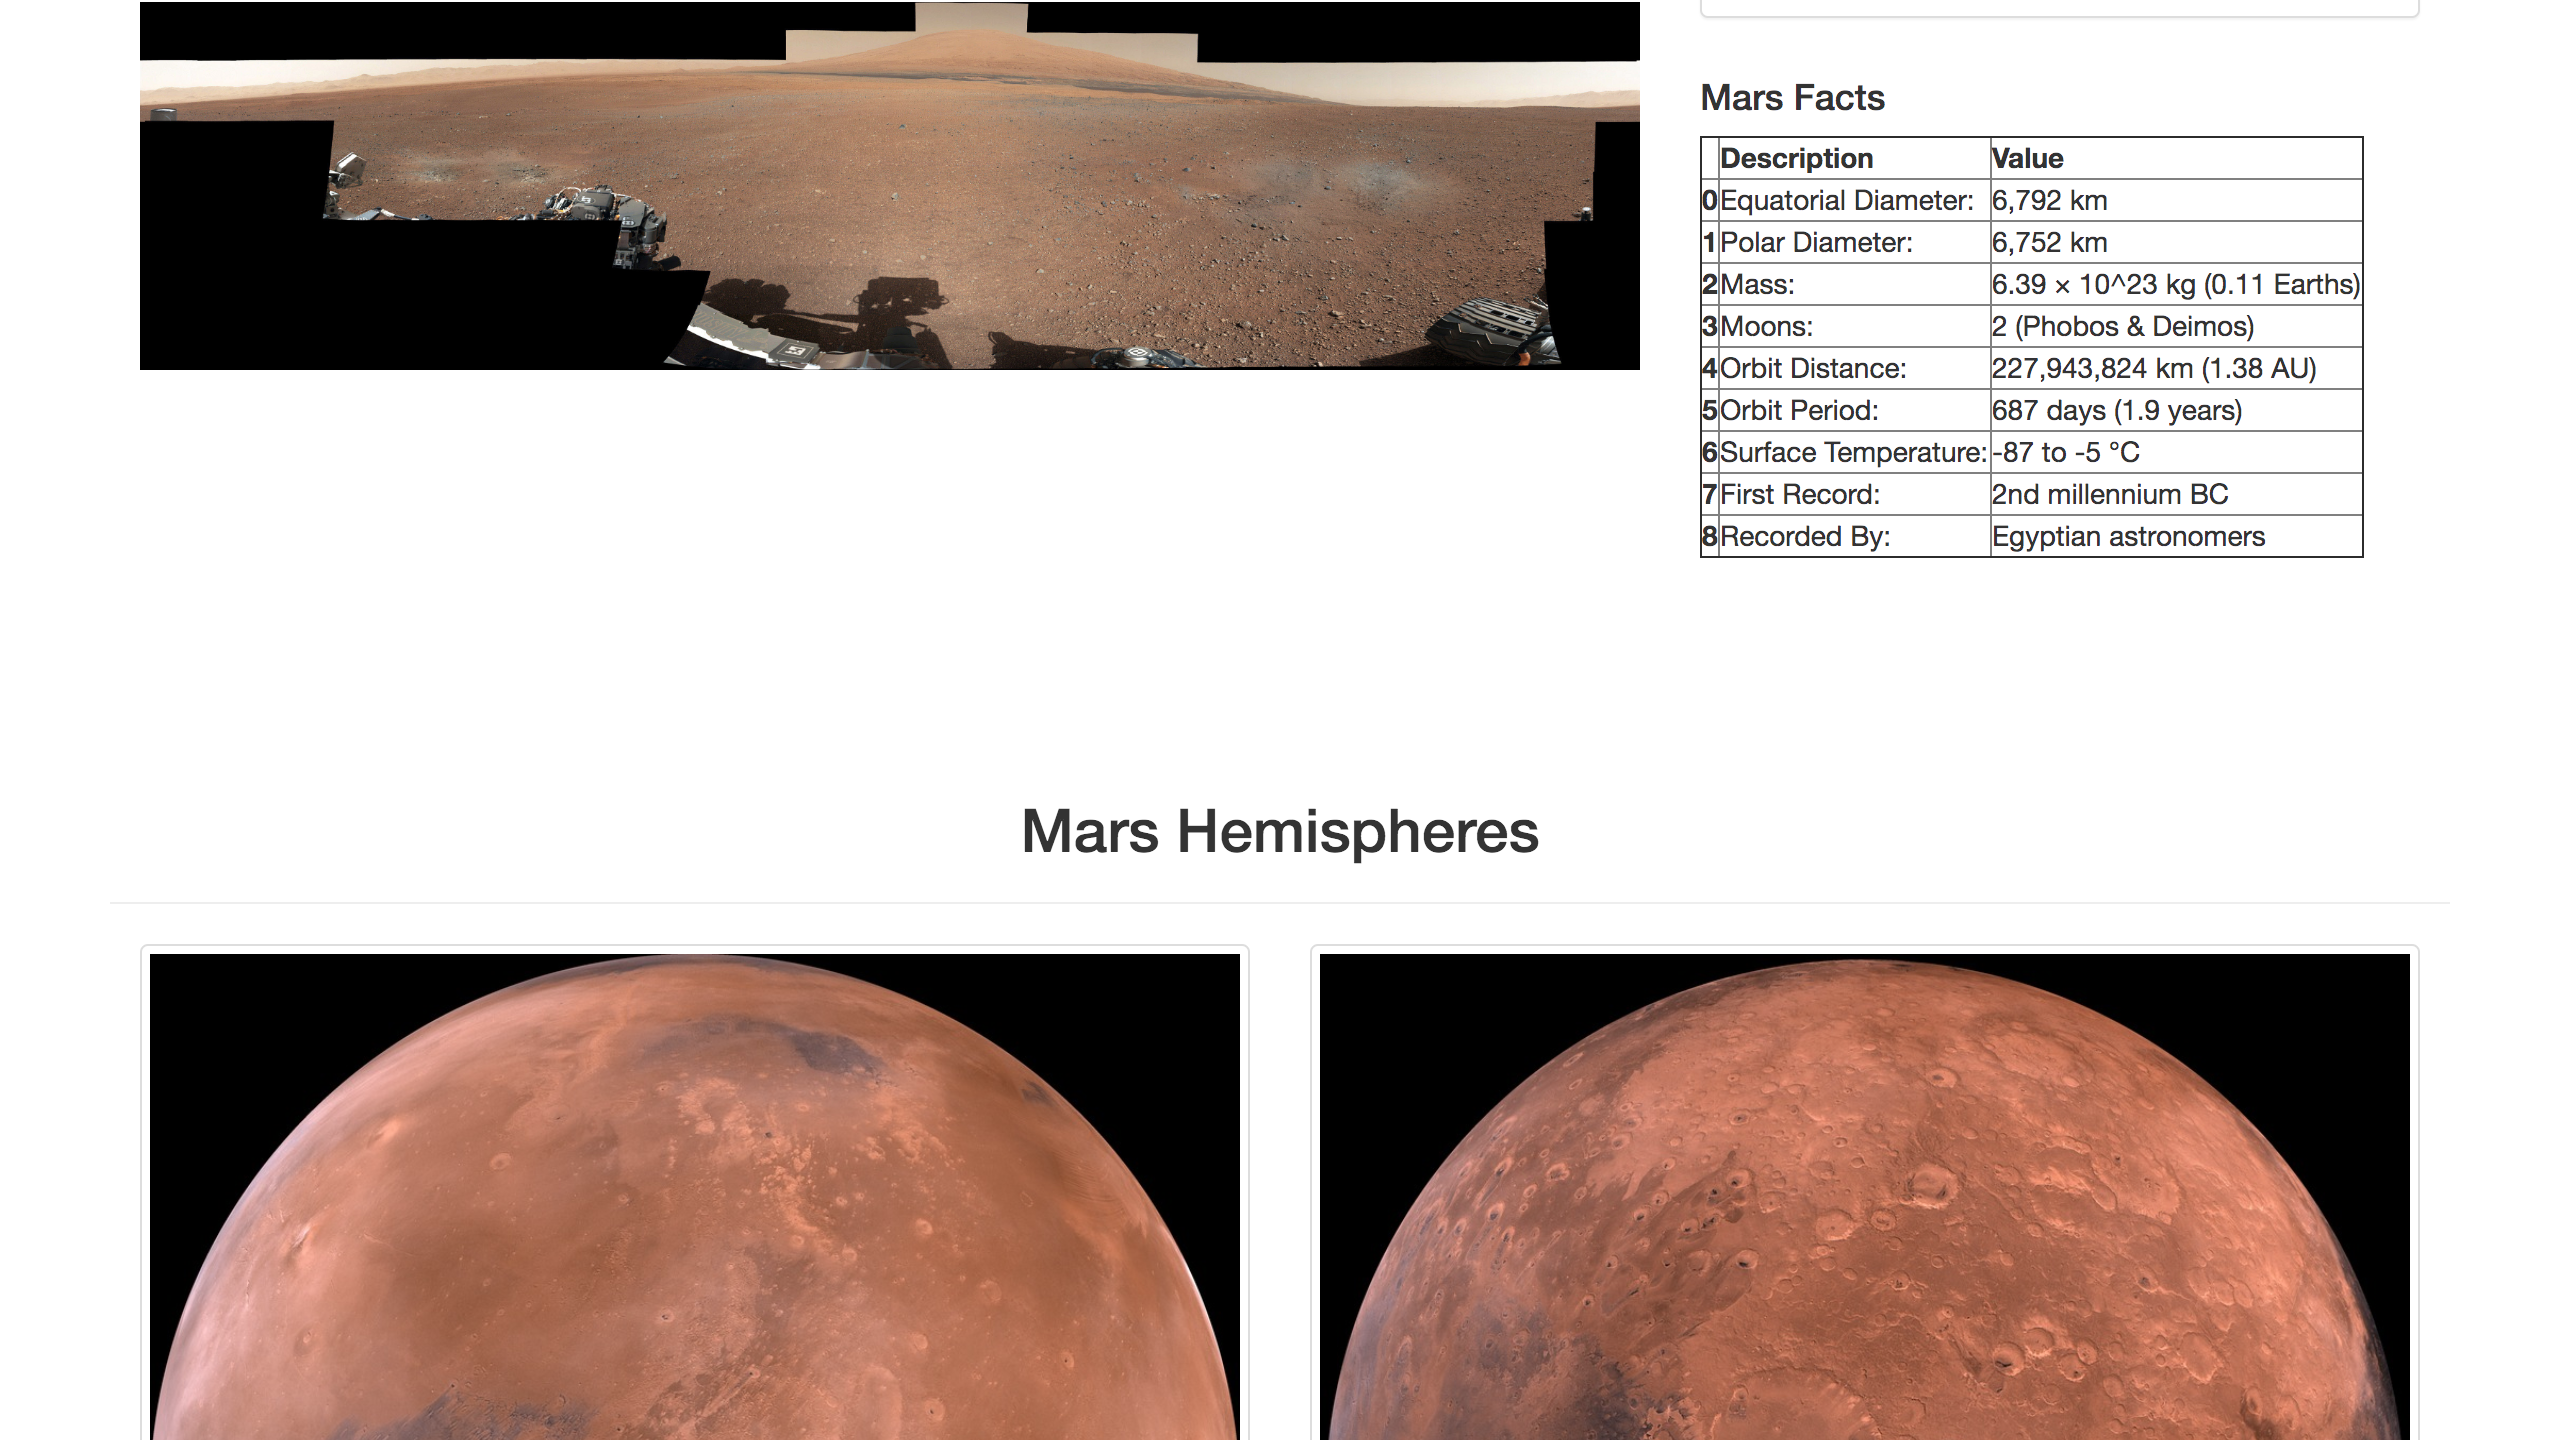 Mars Facts
Description Value
0 Equatorial Diameter: 6,792 km
1 Polar Diameter: 6,752 km
2 Mass: 6.39 × 10^23 kg (0.11 Earths)
3 Moons: 2 (Phobos & Deimos)
4 Orbit Distance: 227,943,824 km (1.38 AU)
5 Orbit Period: 687 days (1.9 years)
6 Surface Temperature: -87 to -5 °C
7 First Record: 2nd millennium BC
8 Recorded By: Egyptian astronomers
Mars Hemispheres